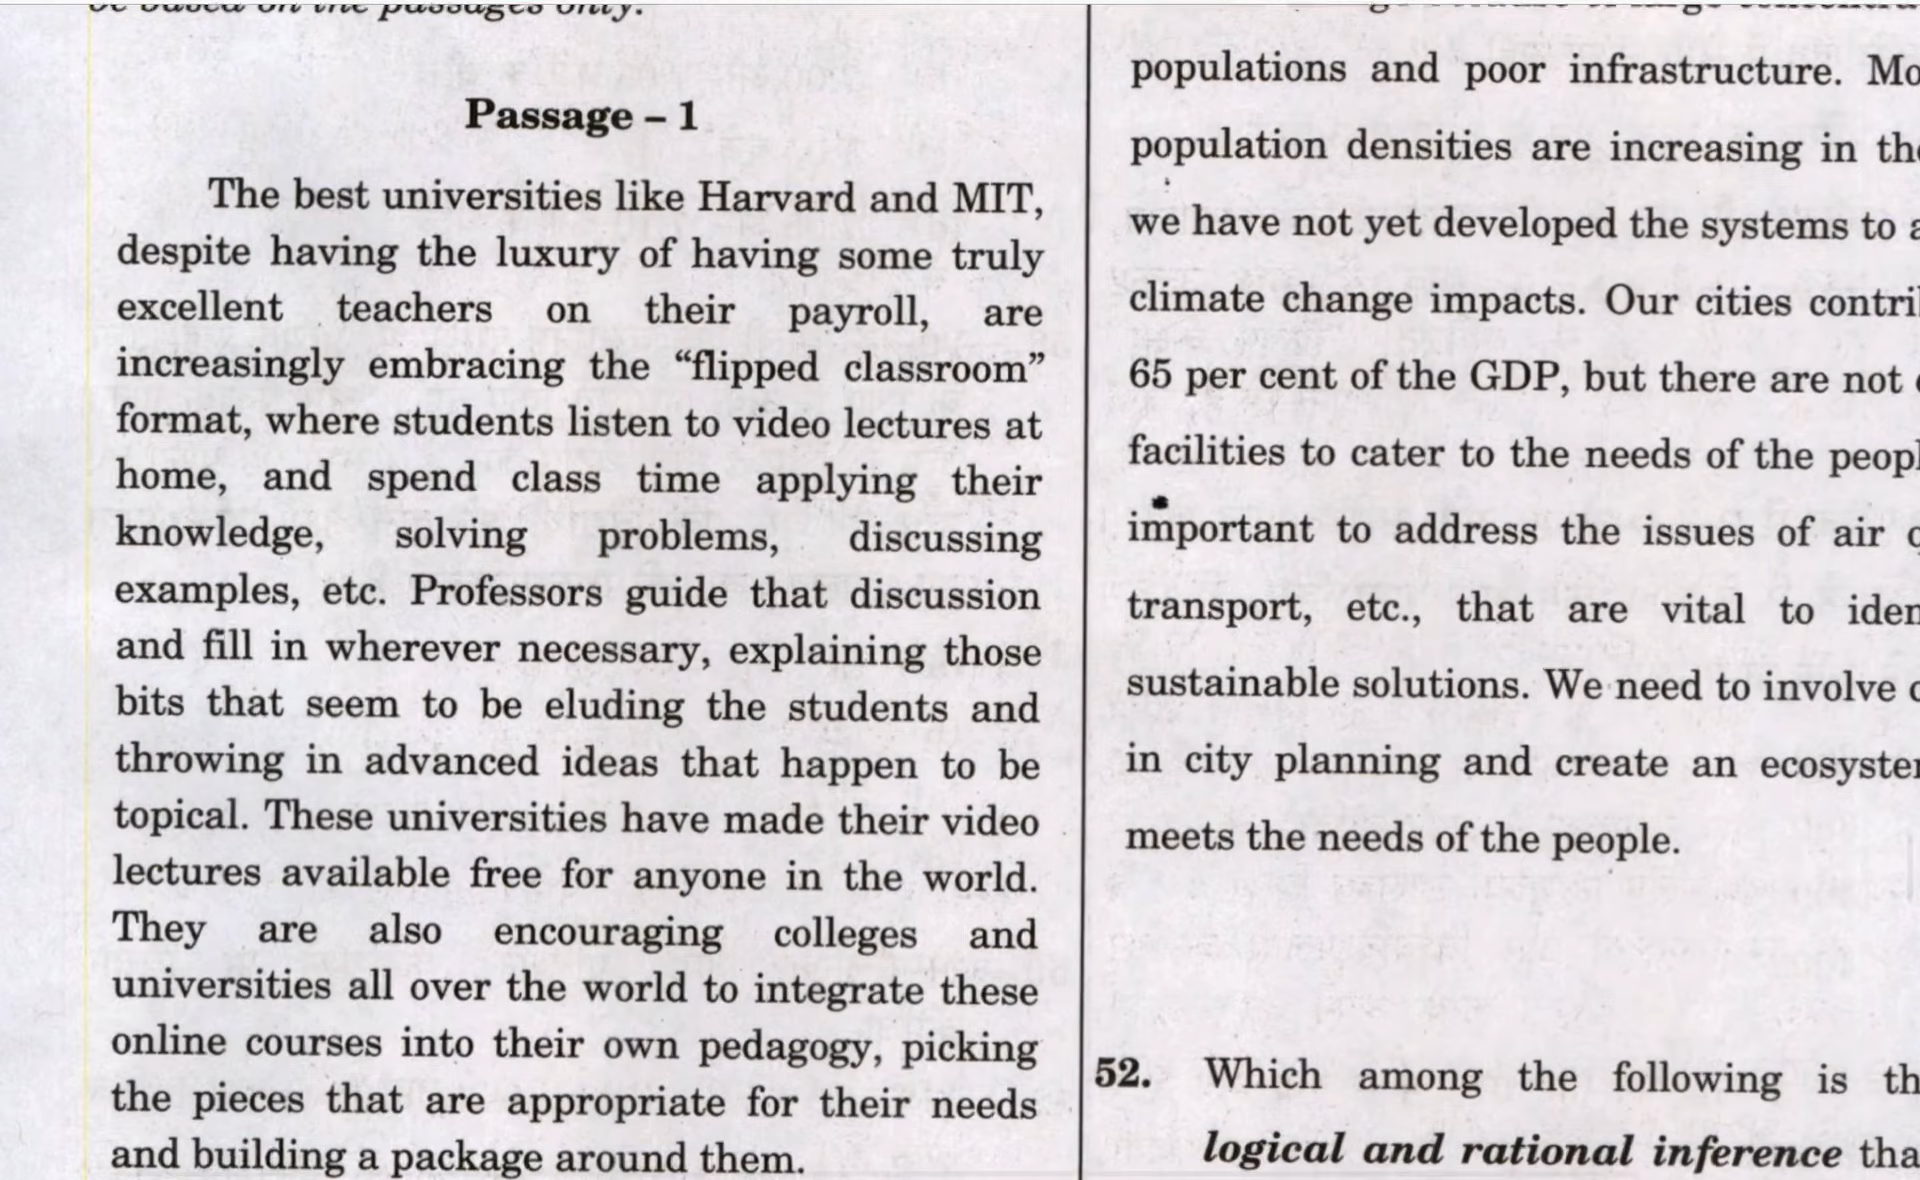 be based on the passages only.
Passage – 1
The best universities like Harvard and MIT,
despite having the luxury of having some truly
excellent teachers on their payroll, are
increasingly embracing the “flipped classroom”
format, where students listen to video lectures at
home, and spend class time applying their
knowledge, solving problems, discussing
examples, etc. Professors guide that discussion
and fill in wherever necessary, explaining those
bits that seem to be eluding the students and
throwing in advanced ideas that happen to be
topical. These universities have made their video
lectures available free for anyone in the world.
They are also encouraging colleges and
universities all over the world to integrate these
online courses into their own pedagogy, picking
the pieces that are appropriate for their needs
and building a package around them.
populations and poor infrastructure.
population densities are increasing in
we have not yet developed the systems to
climate change impacts. Our cities
65 per cent of the GDP, but there are not
facilities to cater to the needs of the
important to address the issues of air
transport, etc., that are vital to
sustainable solutions. We need to involve
in city planning and create an
meets the needs of the people.
52. Which among the following is
logical and rational inference